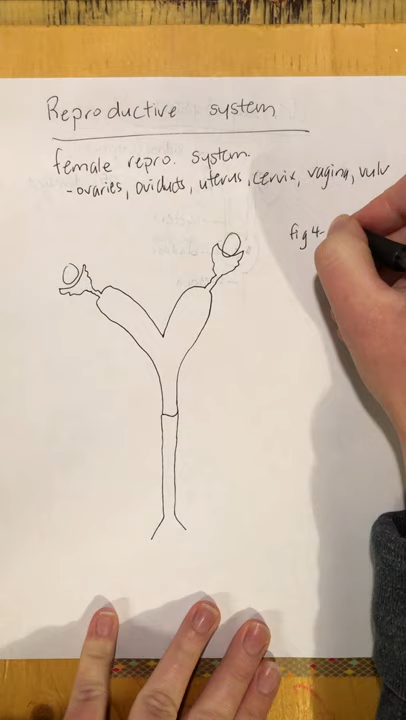 Reproductive system
female repro. system.
-ovaries, oviducts, uterus, cervix, vagina, vulv
fig 4-